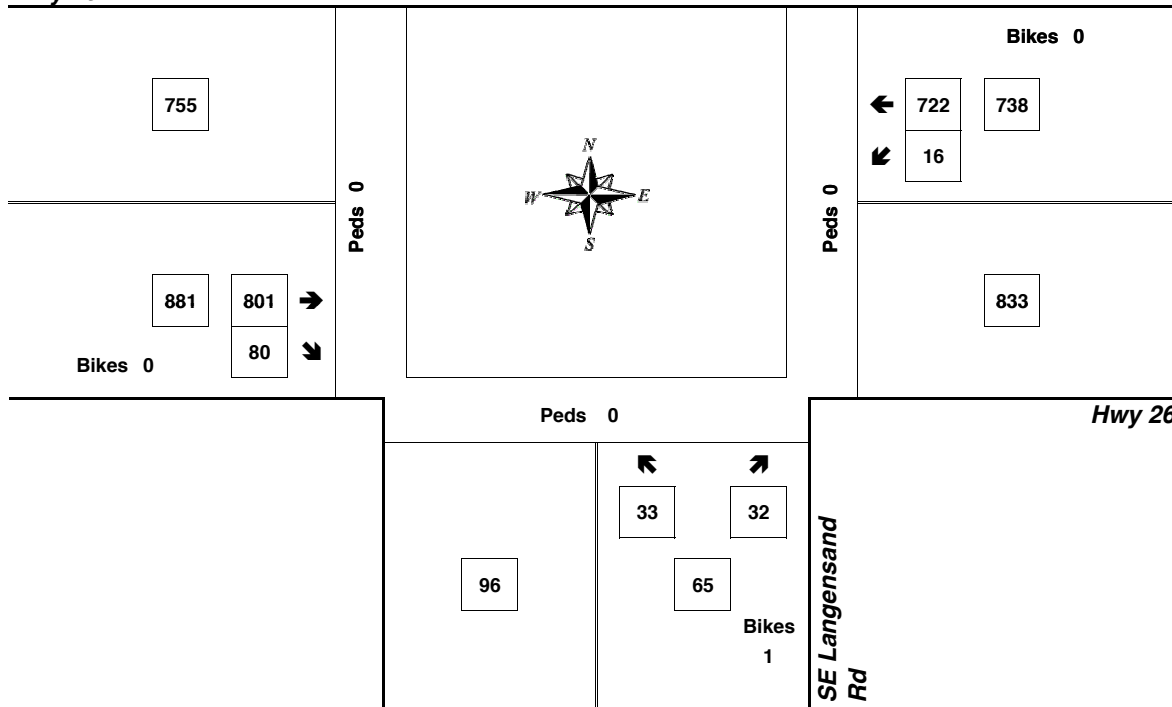 Bikes 0
755
722 738
16
N
W E
S
Peds 0
Peds 0
881 801
80
833
Bikes 0
Peds 0
Hwy 26
33 32
96 65
Bikes
1
SE Langensand
Rd